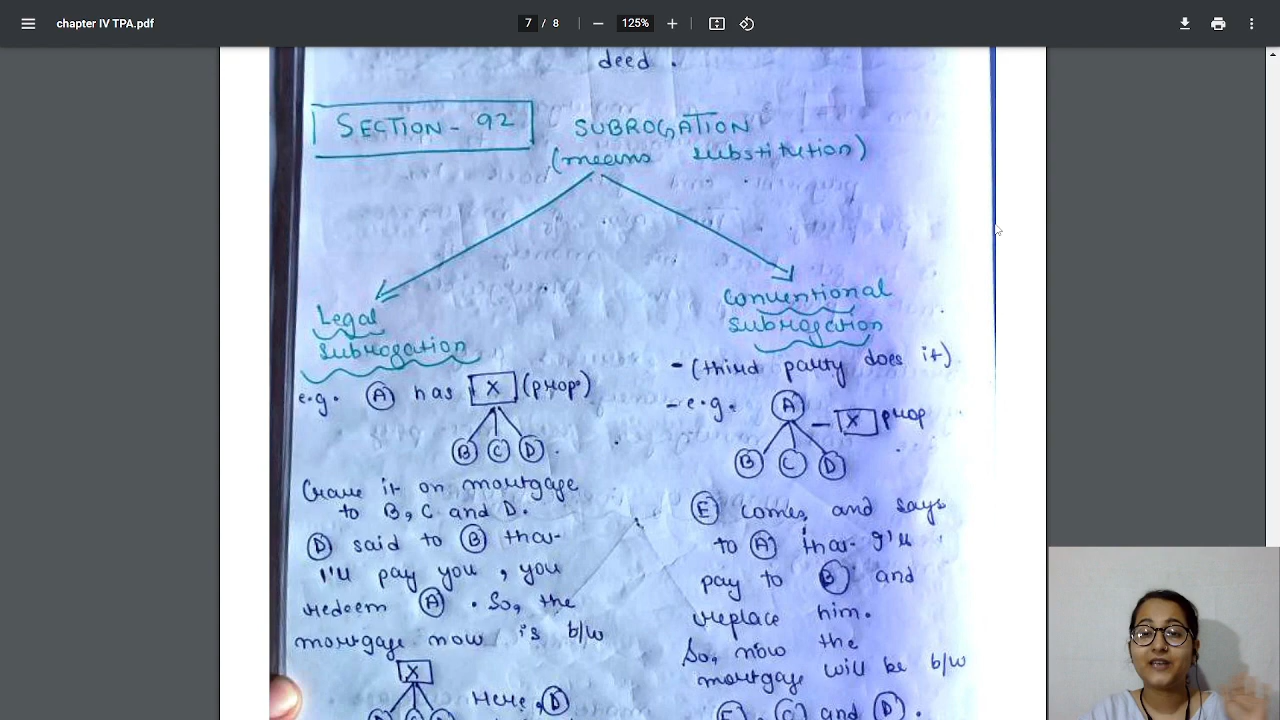 chapter IV TPA.pdf
7 / 8
125%
deed .
SECTION - 92 SUBROGATION
(means substitution)
Legal
subrogation
e.g. A has X (prop.)
B C D .
Gave it on mortgage
to B, C and D.
D said to B that
I'll pay you, you
redeem A . So, the
mortgage now is b/w
X
Here, D
Conventional
subrogation
- (third party does it)
- e.g. A - X prop
B C D
E comes and says
to A that I'll
pay to B and
replace him.
So, now the
mortgage will be b/w
E, C and D.